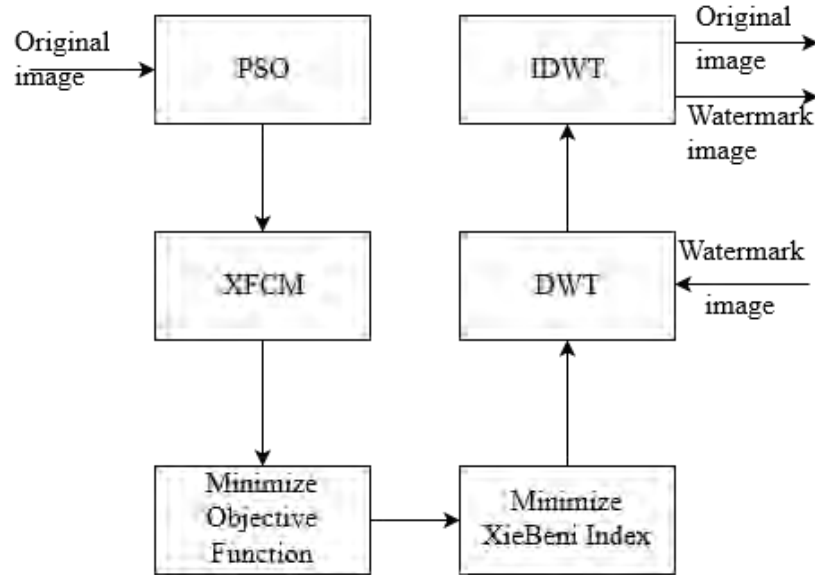 Original
image
PSO
IDWT
Original
image
Watermark
image
XFCM
DWT
Watermark
image
Minimize
Objective
Function
Minimize
XieBeni Index